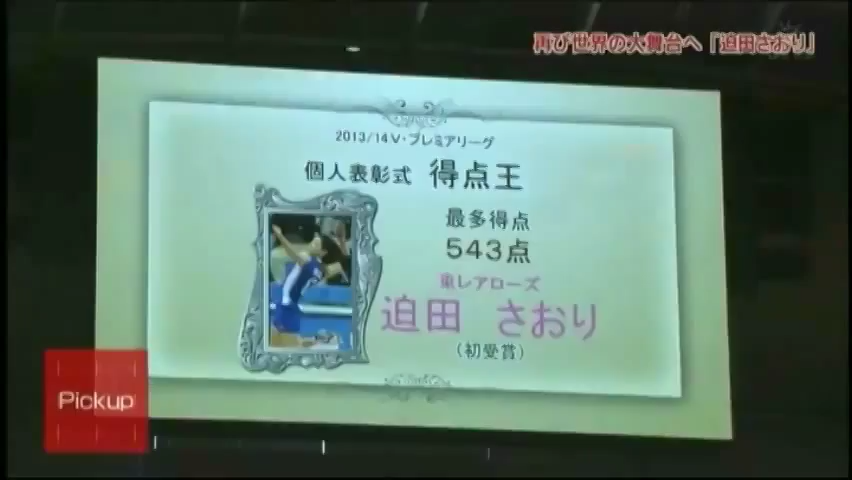 再び世界の大舞台へ「迫田さおり」
2013/14 V・プレミアリーグ
個人表彰式 得点王
最多得点
543点
東レアローズ
迫田 さおり
(初受賞)
Pickup